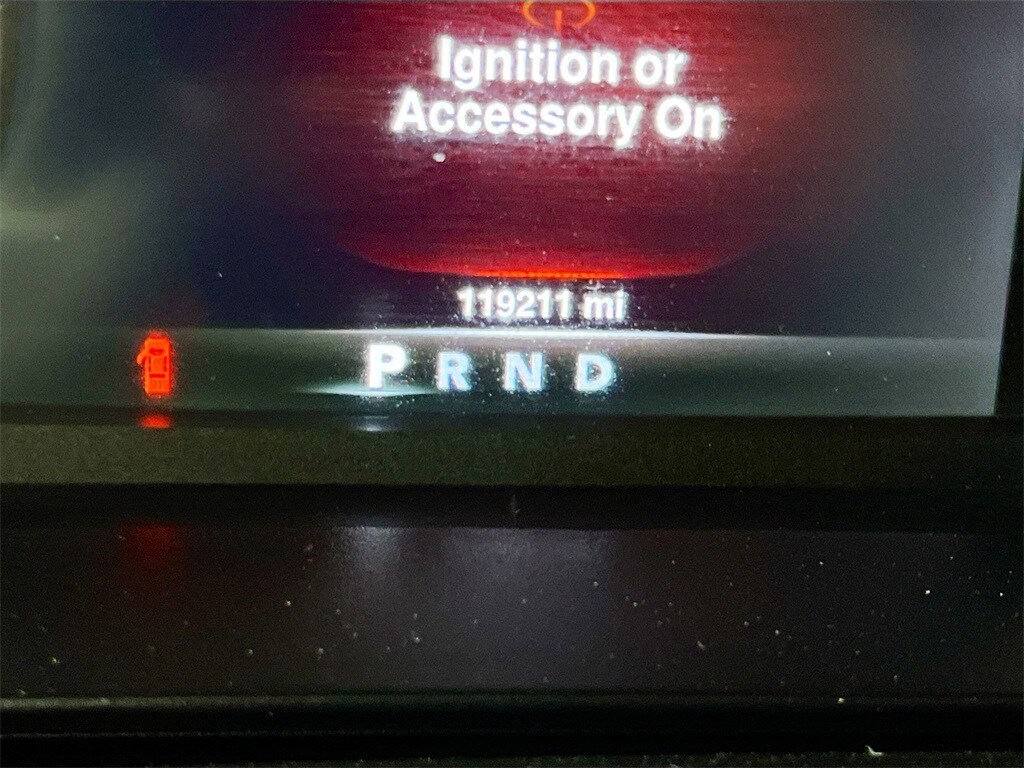 Ignition or
Accessory On
119211 mi
P R N D